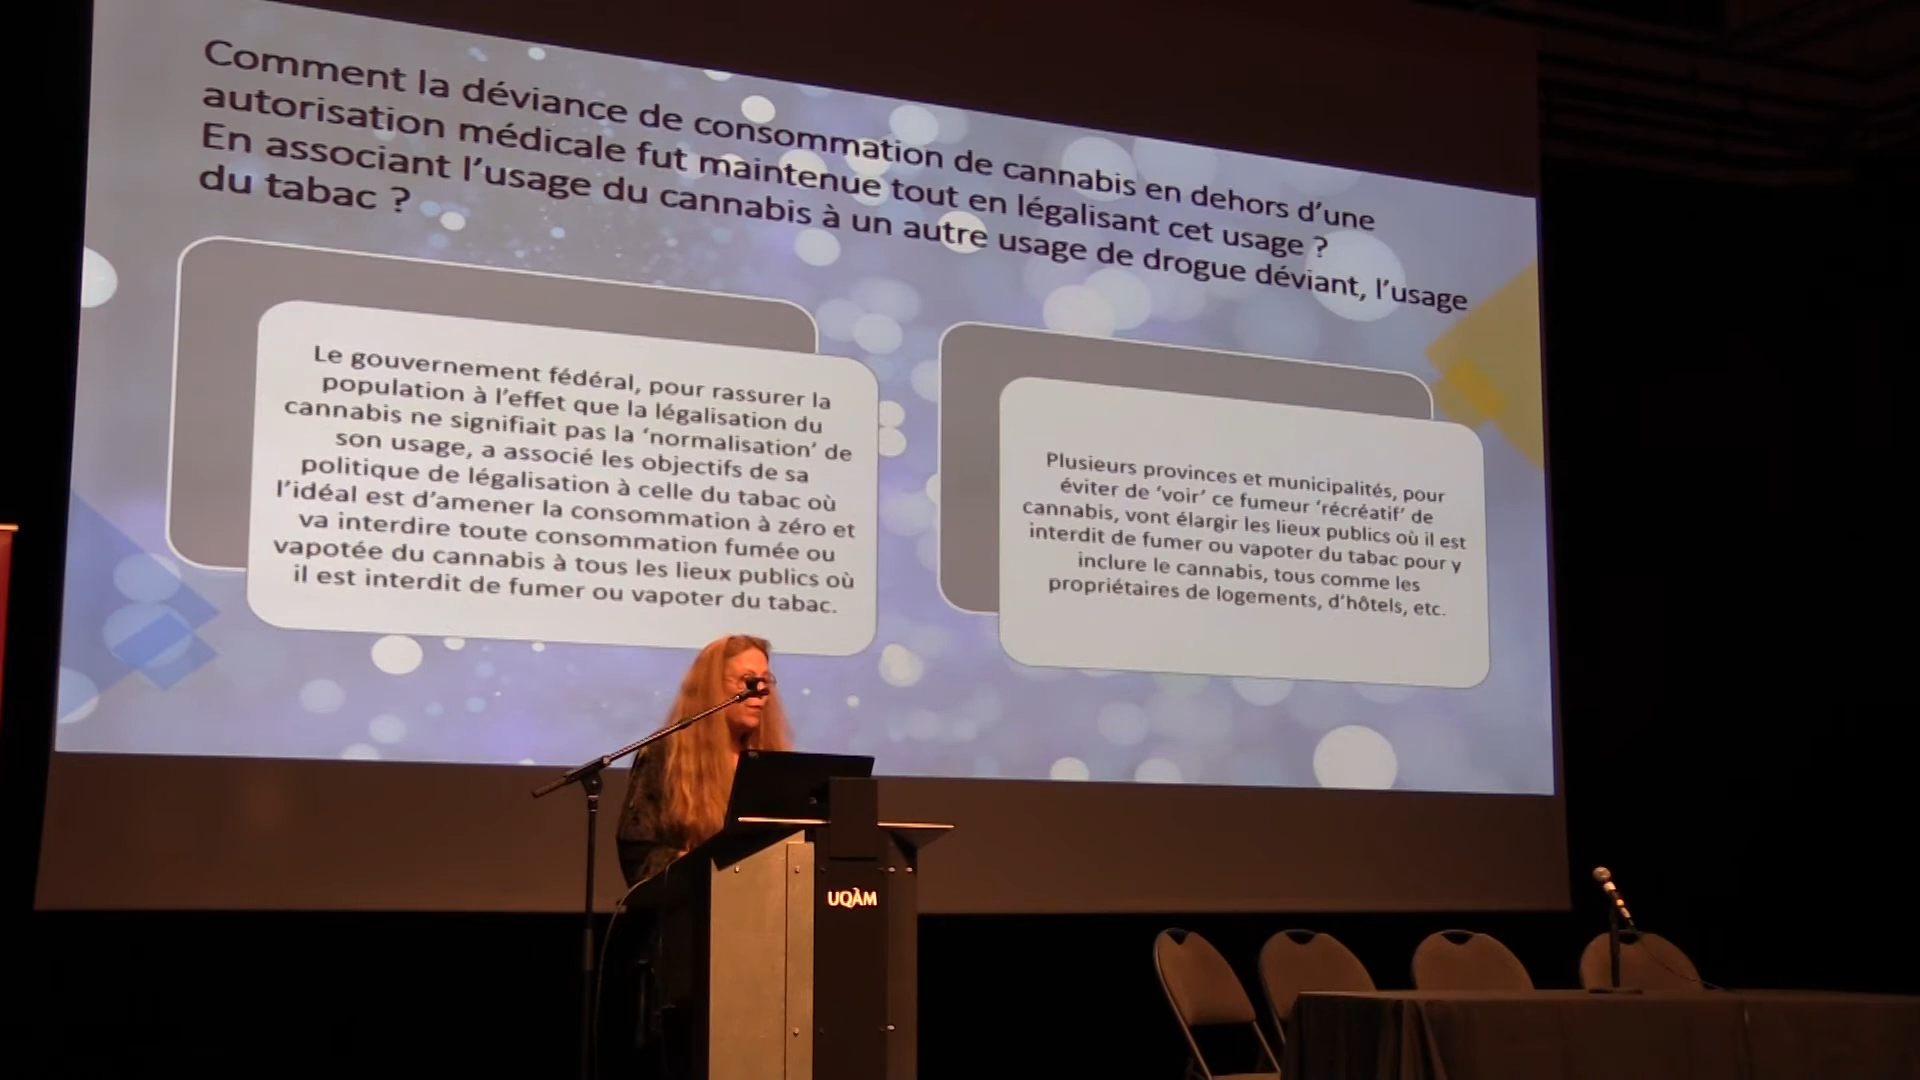 Comment la déviance de consommation de cannabis en dehors d’une
autorisation médicale fut maintenue tout en légalisant cet usage ?
En associant l’usage du cannabis à un autre usage de drogue déviant, l’usage
du tabac ?
Le gouvernement fédéral, pour rassurer la
population à l’effet que la légalisation du
cannabis ne signifiait pas la ‘normalisation’ de
son usage, a associé les objectifs de sa
politique de légalisation à celle du tabac où
l’idéal est d’amener la consommation à zéro et
va interdire toute consommation fumée ou
vapotée du cannabis à tous les lieux publics où
il est interdit de fumer ou vapoter du tabac.
Plusieurs provinces et municipalités, pour
éviter de ‘voir’ ce fumeur ‘récréatif’ de
cannabis, vont élargir les lieux publics où il est
interdit de fumer ou vapoter du tabac pour y
inclure le cannabis, tous comme les
propriétaires de logements, d’hôtels, etc.
UQÀM